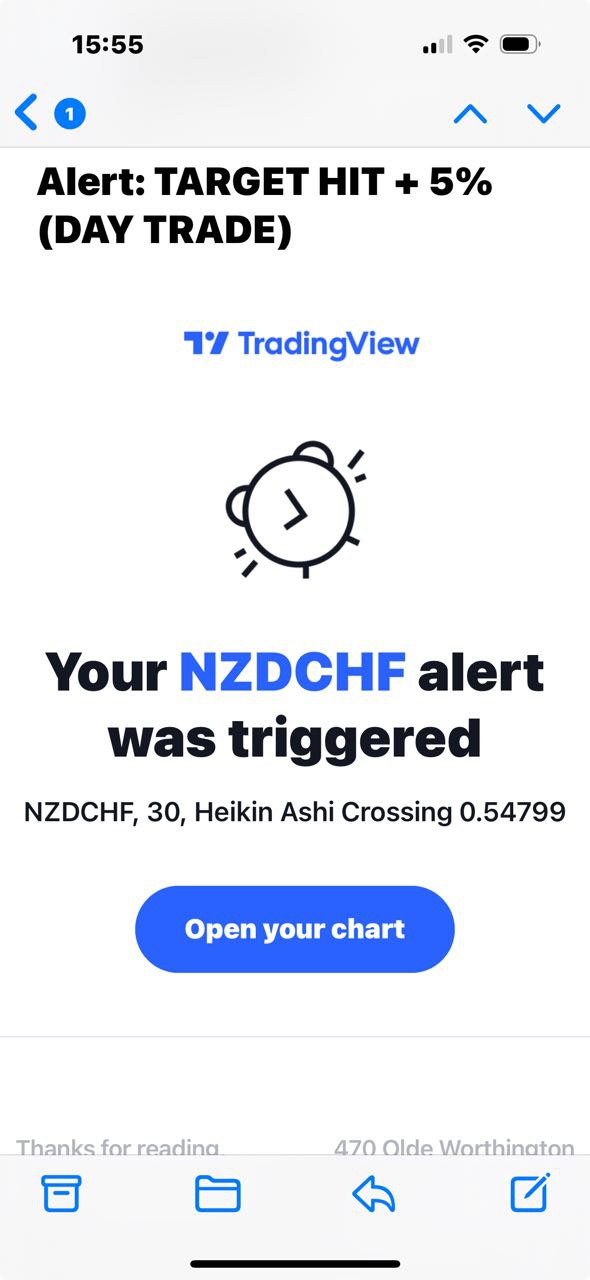 15:55
1
Alert: TARGET HIT + 5%
(DAY TRADE)
TradingView
Your NZDCHF alert
was triggered
NZDCHF, 30, Heikin Ashi Crossing 0.54799
Open your chart
Thanks for reading. 470 Olde Worthington